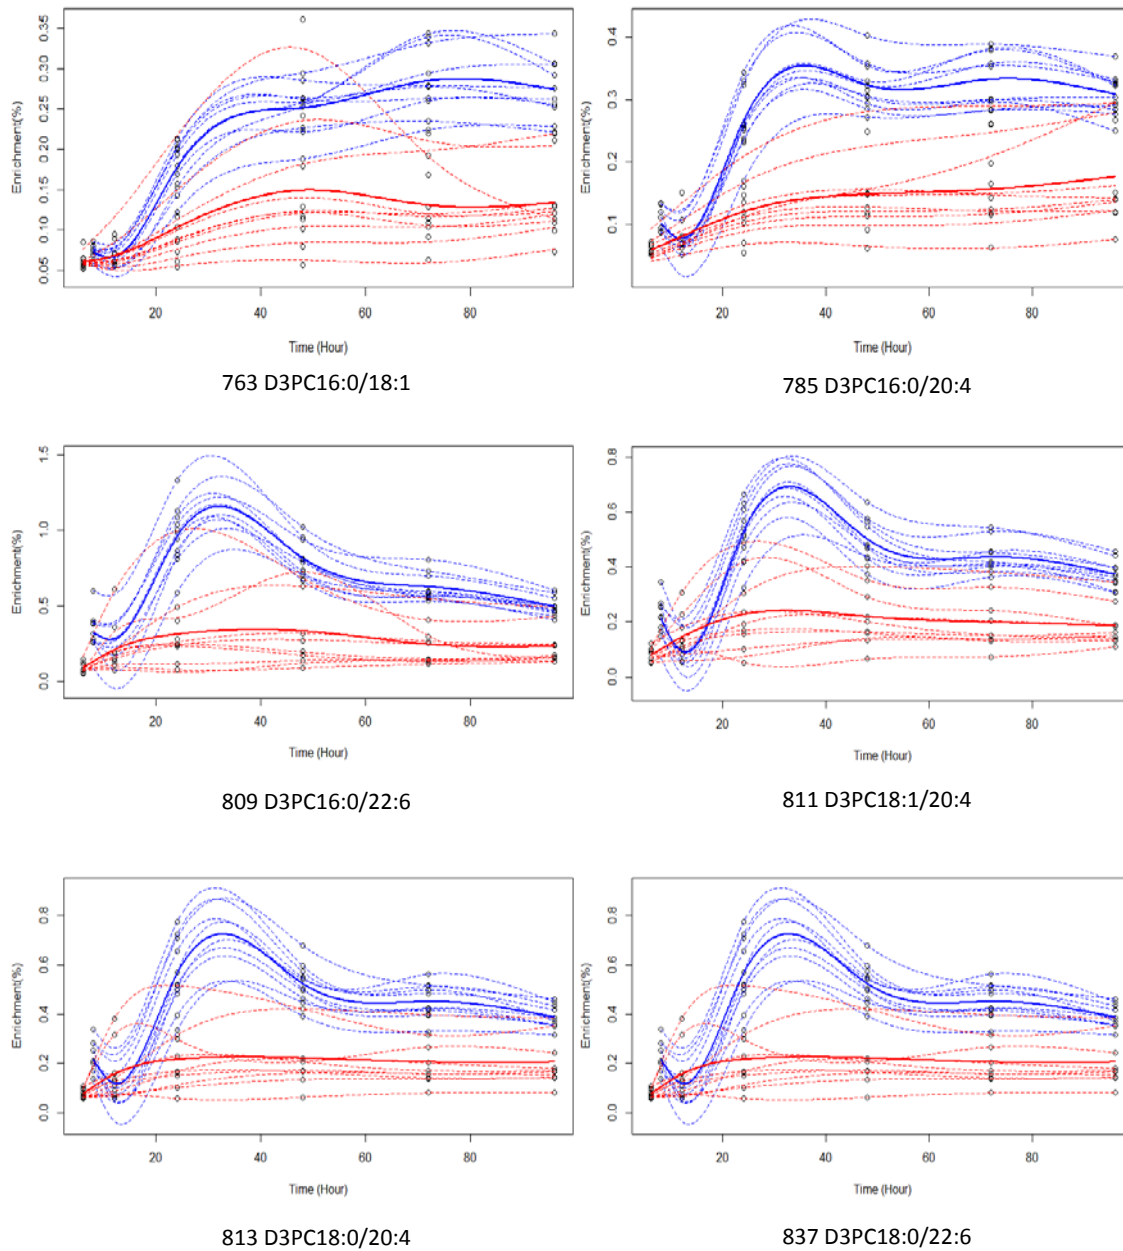 Enrichment(%)
0.05 0.10 0.15 0.20 0.25 0.30 0.35
20 40 60 80
Time (Hour)
763 D3PC16:0/18:1
Enrichment(%)
0.1 0.2 0.3 0.4
20 40 60 80
Time (Hour)
785 D3PC16:0/20:4
Enrichment(%)
0.0 0.5 1.0 1.5
20 40 60 80
Time (Hour)
809 D3PC16:0/22:6
Enrichment(%)
0.0 0.2 0.4 0.6 0.8
20 40 60 80
Time (Hour)
811 D3PC18:1/20:4
Enrichment(%)
0.0 0.2 0.4 0.6 0.8
20 40 60 80
Time (Hour)
813 D3PC18:0/20:4
Enrichment(%)
0.0 0.2 0.4 0.6 0.8
20 40 60 80
Time (Hour)
837 D3PC18:0/22:6